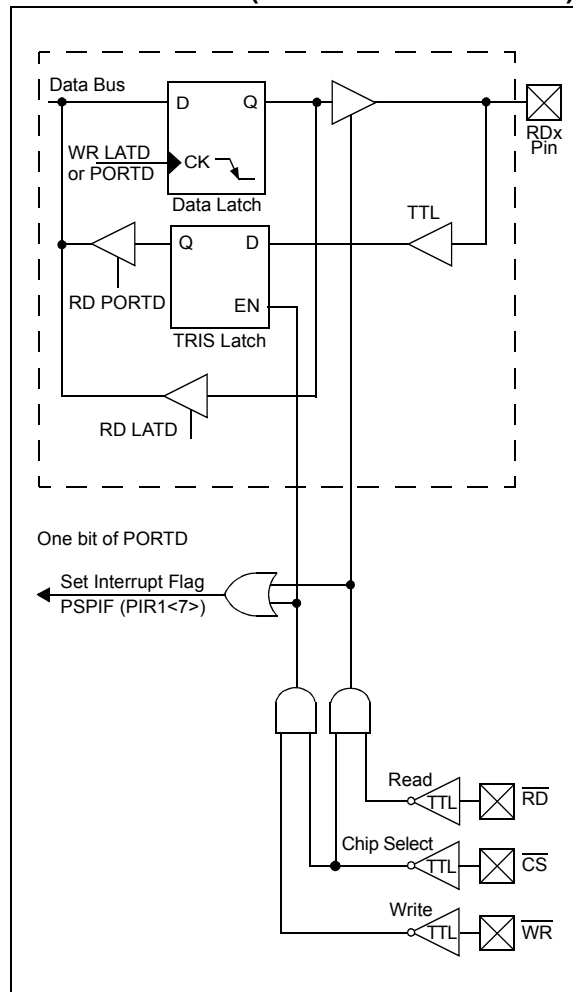 Data Bus
D Q
WR LATD
or PORTD
CK
Data Latch
RDx
Pin
TTL
Q D
RD PORTD
EN
TRIS Latch
RD LATD
One bit of PORTD
Set Interrupt Flag
PSPIF (PIR1<7>)
Read
TTL
RD
Chip Select
TTL
CS
Write
TTL
WR